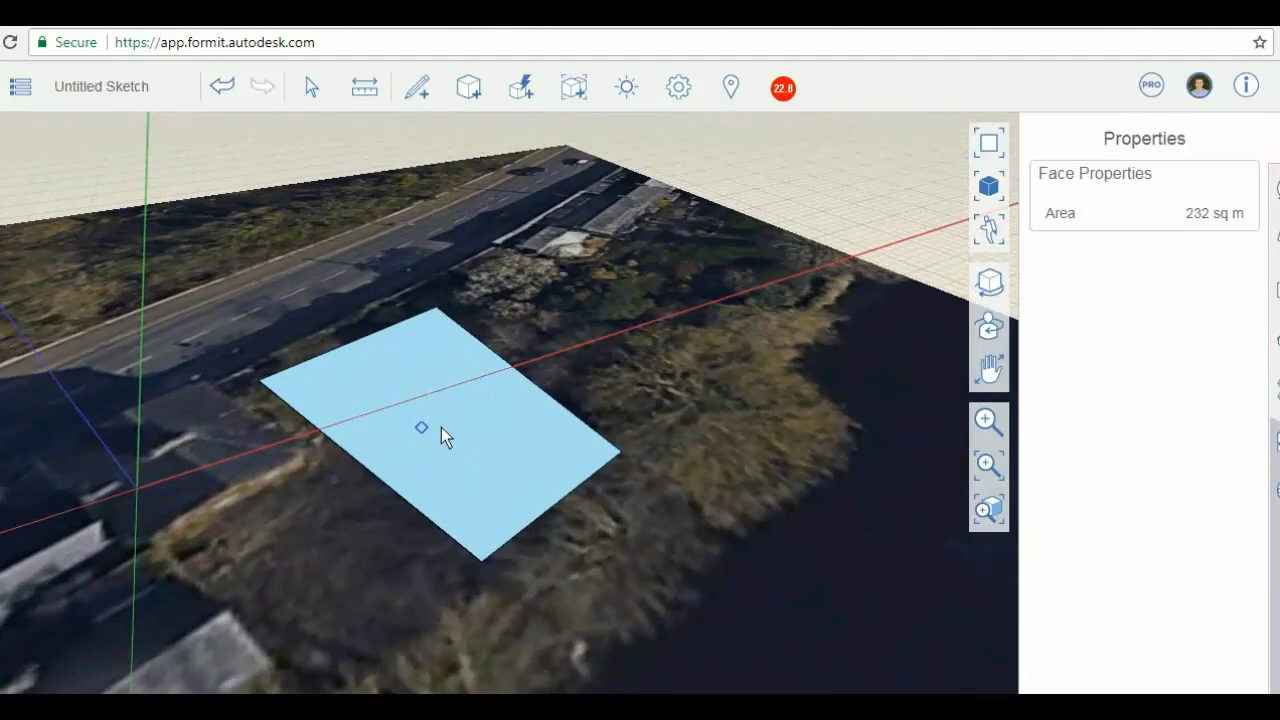 Secure
https://app.formit.autodesk.com
Untitled Sketch
22.8
PRO
Properties
Face Properties
Area 232 sq m